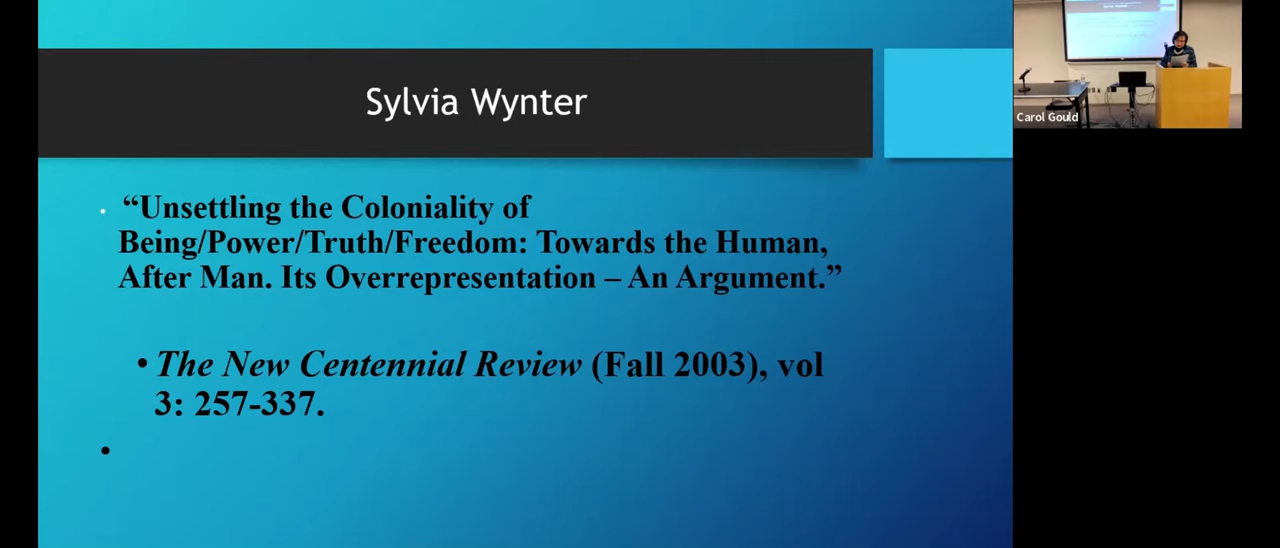 Sylvia Wynter
• “Unsettling the Coloniality of
Being/Power/Truth/Freedom: Towards the Human,
After Man. Its Overrepresentation – An Argument.”
• The New Centennial Review (Fall 2003), vol
3: 257-337.
•
Carol Gould